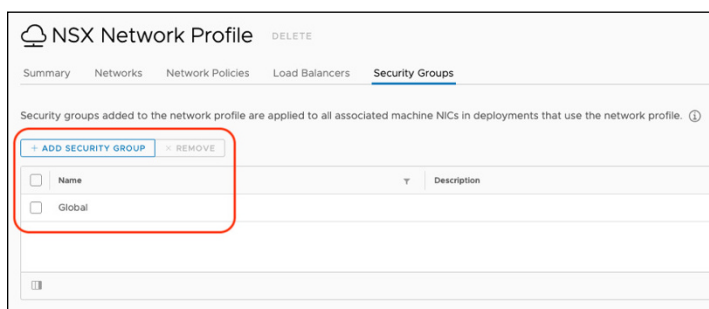 NSX Network Profile DELETE
Summary Networks Network Policies Load Balancers Security Groups
Security groups added to the network profile are applied to all associated machine NICs in deployments that use the network profile.
+ ADD SECURITY GROUP × REMOVE
Name Description
Global